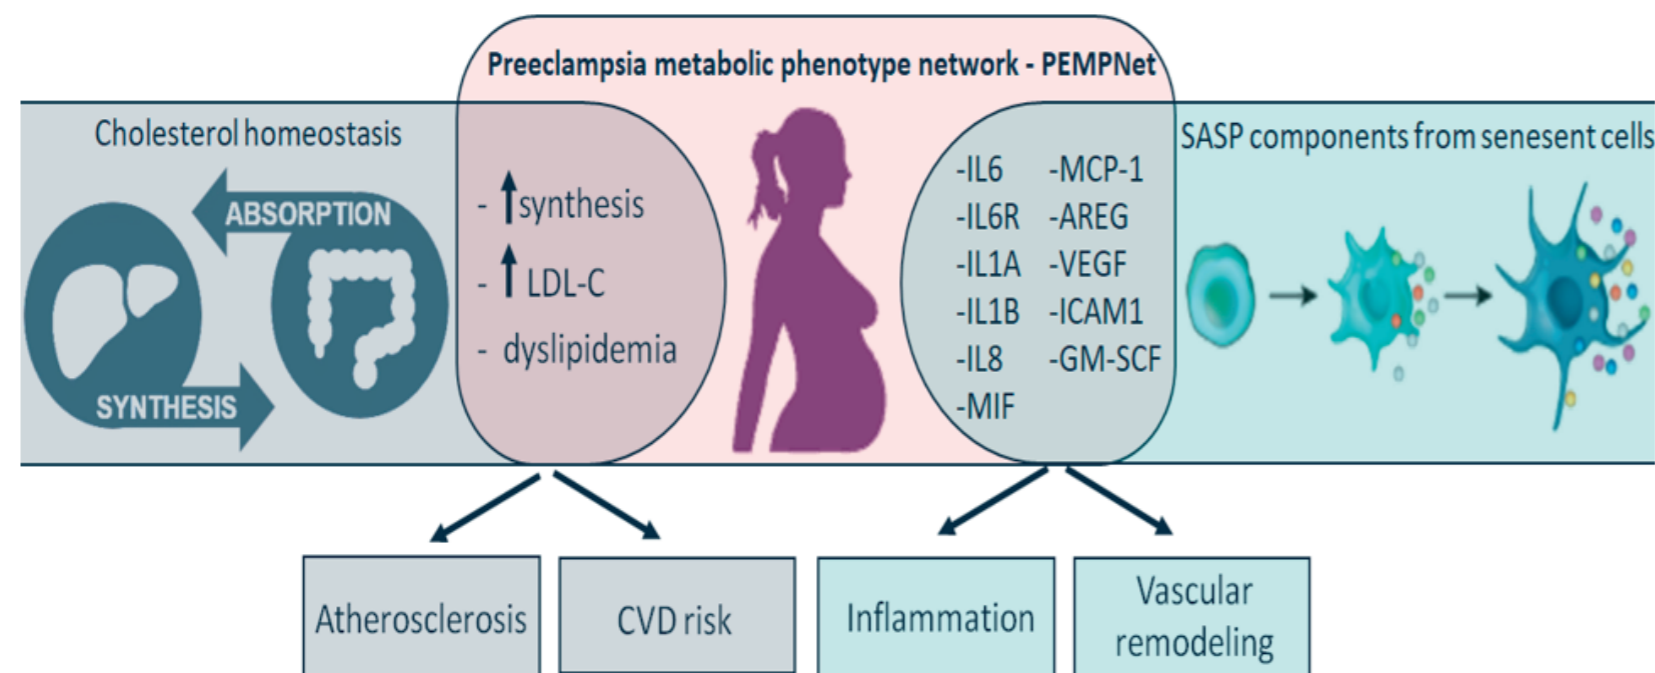 Preeclampsia metabolic phenotype network - PEMPNet
Cholesterol homeostasis
ABSORPTION
SYNTHESIS
- synthesis
- LDL-C
- dyslipidemia
-IL6
-IL6R
-IL1A
-IL1B
-IL8
-MIF
-MCP-1
-AREG
-VEGF
-ICAM1
-GM-SCF
SASP components from senesent cells
Atherosclerosis
CVD risk
Inflammation
Vascular
remodeling